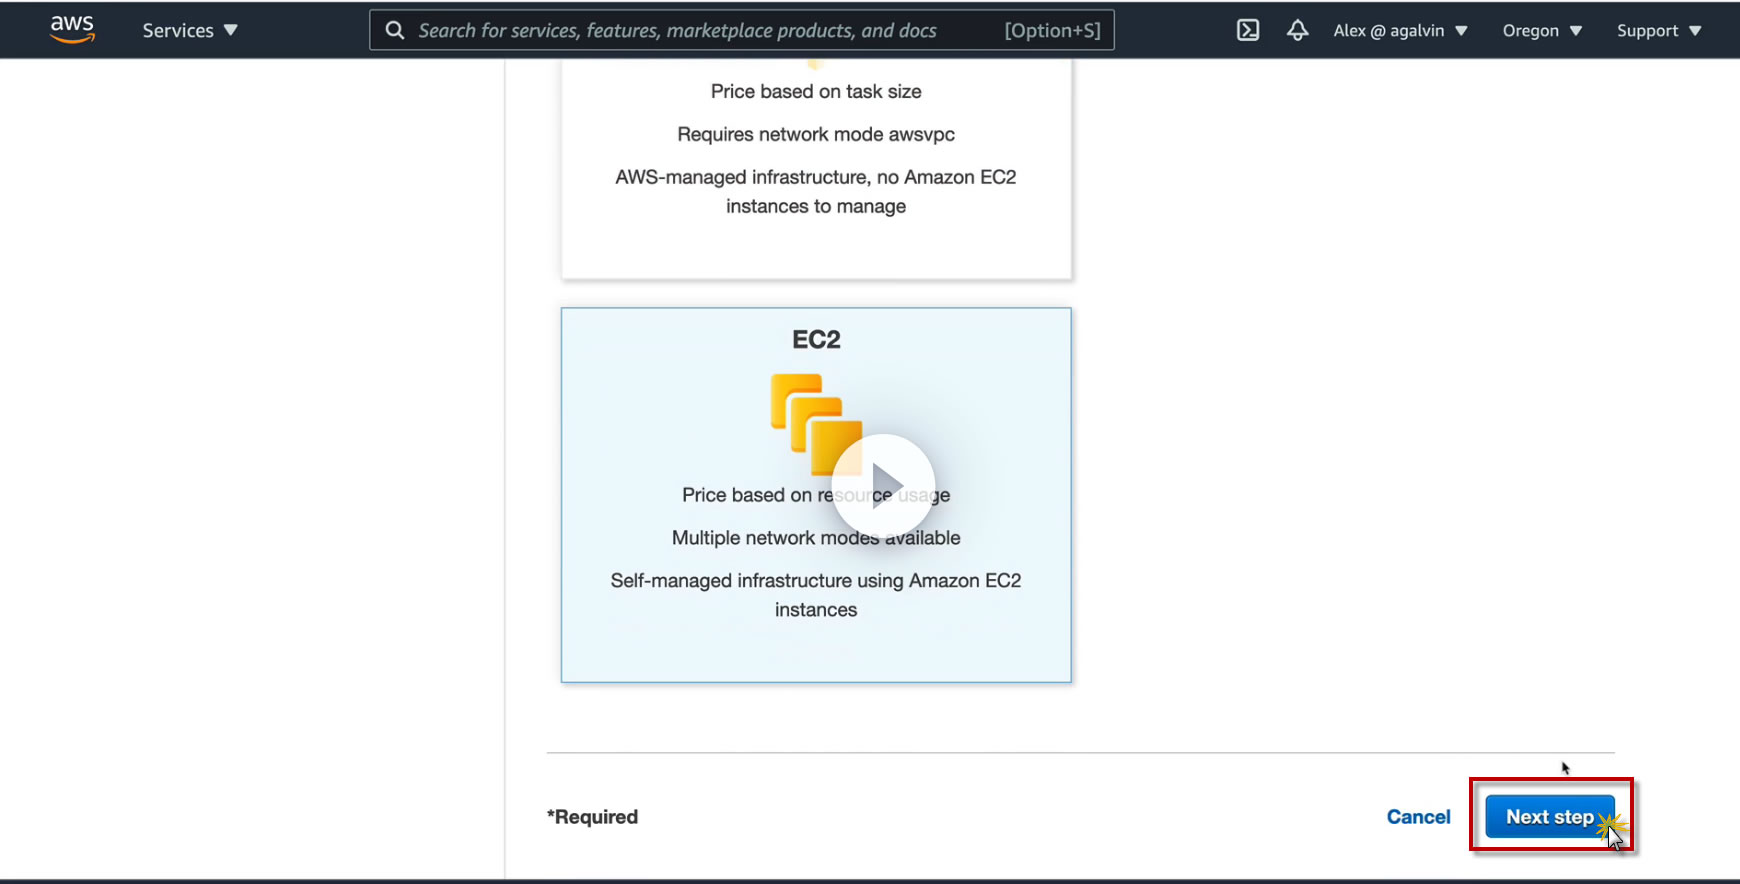 aws
Services
Search for services, features, marketplace products, and docs
[Option+S]
Alex @ agalvin
Oregon
Support
Price based on task size
Requires network mode awsvpc
AWS-managed infrastructure, no Amazon EC2
instances to manage
EC2
Price based on resource usage
Multiple network modes available
Self-managed infrastructure using Amazon EC2
instances
*Required
Cancel
Next step